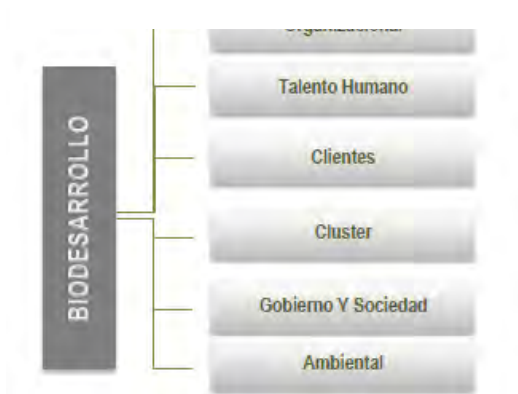 Talento Humano
BIODESARROLLO
Clientes
Cluster
Gobierno Y Sociedad
Ambiental